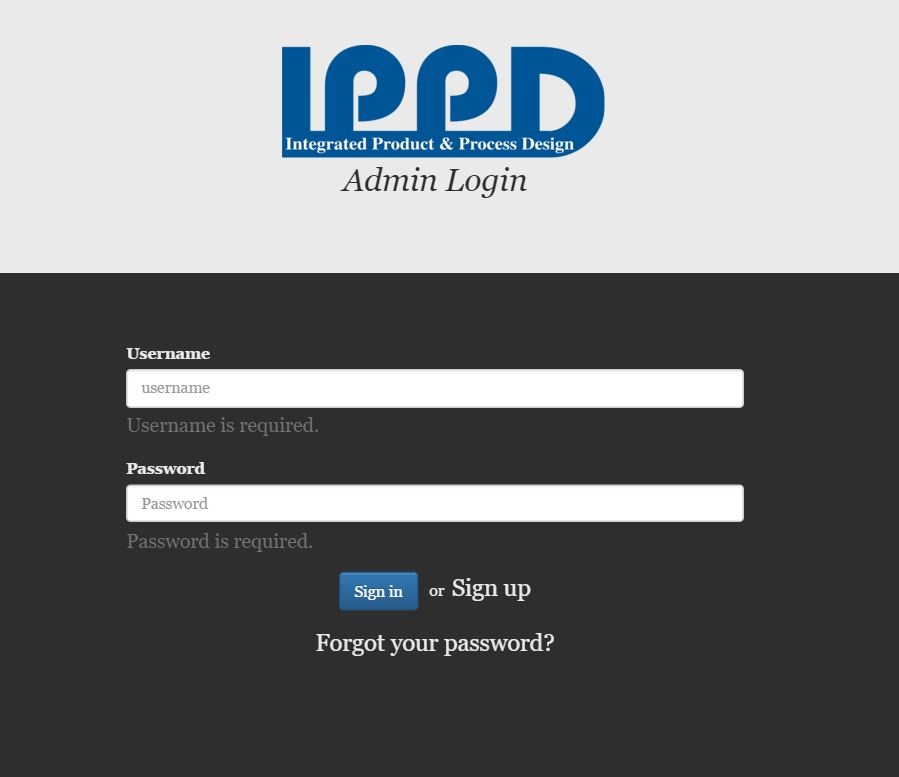 IPPD
Integrated Product & Process Design
Admin Login
Username
username
Username is required.
Password
Password
Password is required.
Sign in or Sign up
Forgot your password?